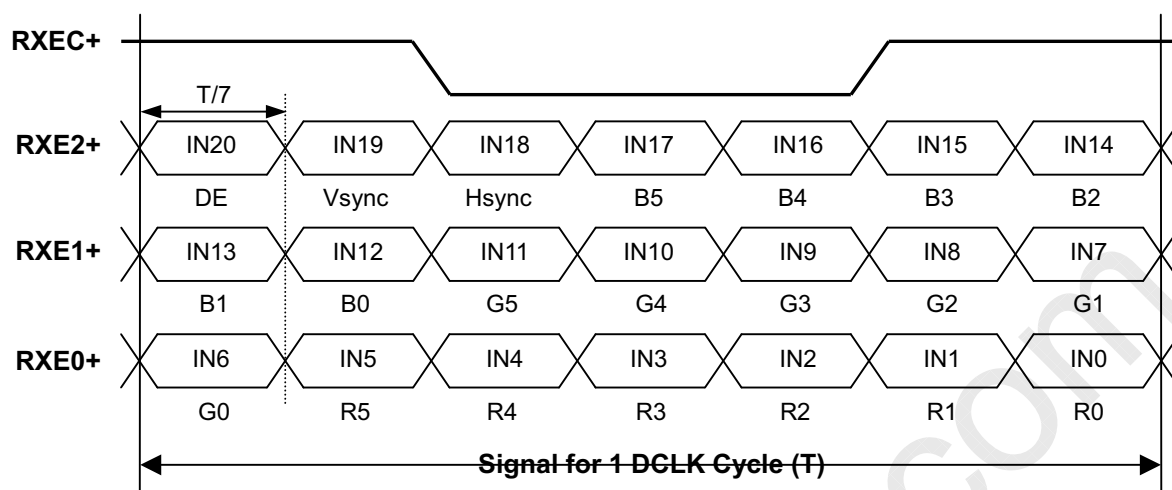 RXEC+
T/7
RXE2+ IN20 IN19 IN18 IN17 IN16 IN15 IN14
DE Vsync Hsync B5 B4 B3 B2
RXE1+ IN13 IN12 IN11 IN10 IN9 IN8 IN7
B1 B0 G5 G4 G3 G2 G1
RXE0+ IN6 IN5 IN4 IN3 IN2 IN1 IN0
G0 R5 R4 R3 R2 R1 R0
Signal for 1 DCLK Cycle (T)
com